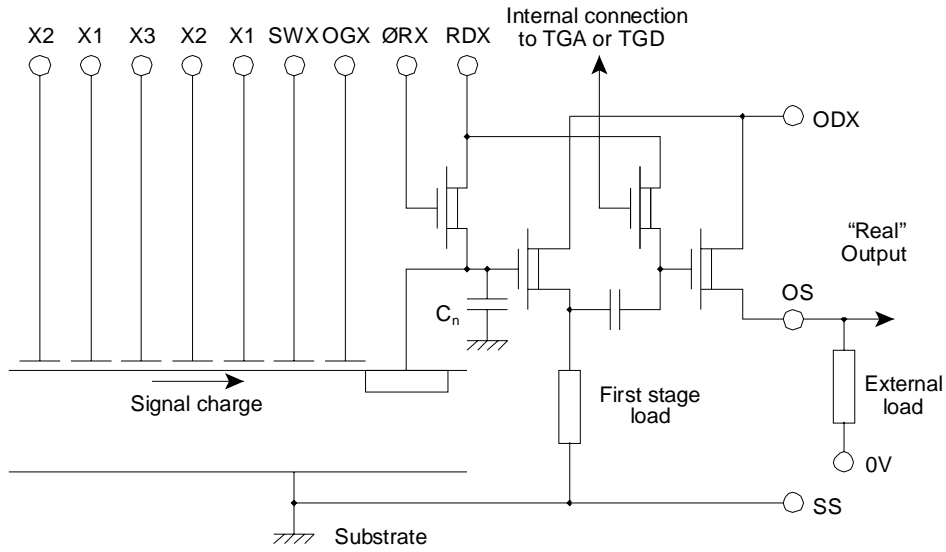 Internal connection
to TGA or TGD
X2 X1 X3 X2 X1 SWX OGX ØRX RDX
ODX
“Real”
Output
OS
Cn
Signal charge
First stage
load
External
load
0V
SS
Substrate